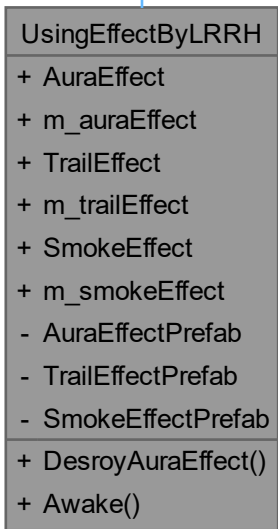 UsingEffectByLRRH
+ AuraEffect
+ m_auraEffect
+ TrailEffect
+ m_trailEffect
+ SmokeEffect
+ m_smokeEffect
- AuraEffectPrefab
- TrailEffectPrefab
- SmokeEffectPrefab
+ DesroyAuraEffect()
+ Awake()